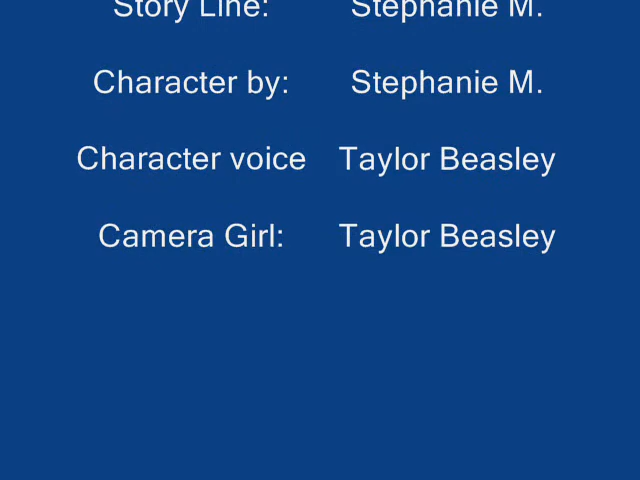 Story Line: Stephanie M.
Character by: Stephanie M.
Character voice Taylor Beasley
Camera Girl: Taylor Beasley